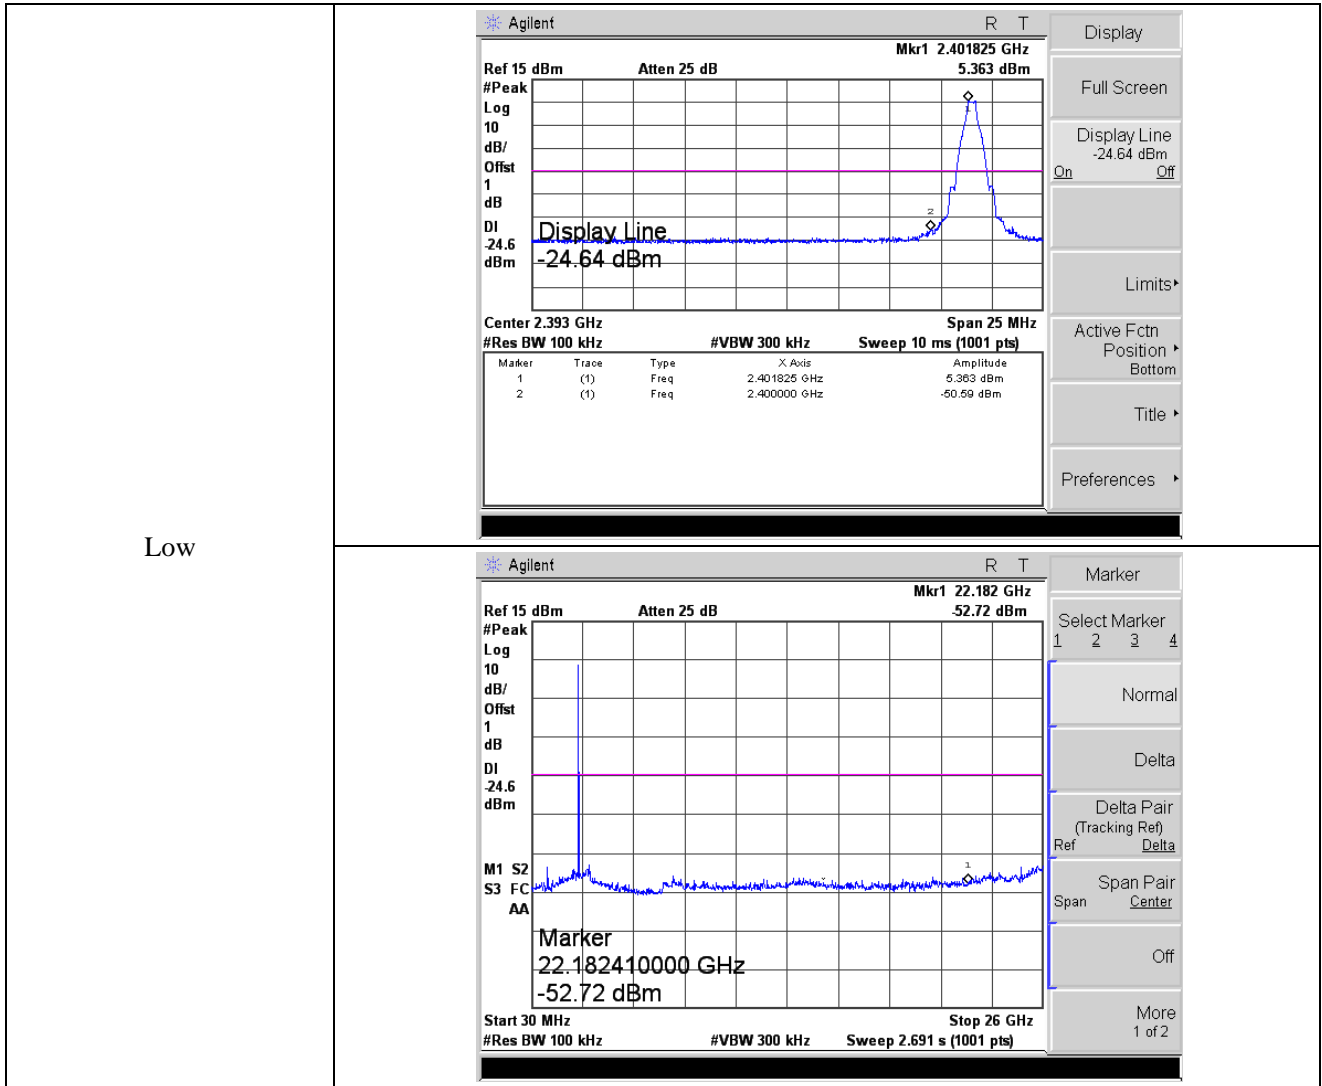 Low
Agilent R T
Mkr1 2.401825 GHz
Ref 15 dBm Atten 25 dB 5.363 dBm
#Peak
Log
10
dB/
Offst
1
dB
DI
-24.6
dBm
1
2
Display Line
-24.64 dBm
Center 2.393 GHz Span 25 MHz
#Res BW 100 kHz #VBW 300 kHz Sweep 10 ms (1001 pts)
Marker Trace Type X Axis Amplitude
1 (1) Freq 2.401825 GHz 5.363 dBm
2 (1) Freq 2.400000 GHz -50.59 dBm
Display
Full Screen
Display Line
-24.64 dBm
On Off
Limits
Active Fctn
Position
Bottom
Title
Preferences
Agilent R T
Mkr1 22.182 GHz
Ref 15 dBm Atten 25 dB -52.72 dBm
#Peak
Log
10
dB/
Offst
1
dB
DI
-24.6
dBm
M1 S2
S3 FC
AA
1
Marker
22.182410000 GHz
-52.72 dBm
Start 30 MHz Stop 26 GHz
#Res BW 100 kHz #VBW 300 kHz Sweep 2.691 s (1001 pts)
Marker
Select Marker
1 2 3 4
Normal
Delta
Delta Pair
(Tracking Ref)
Ref Delta
Span Pair
Span Center
Off
More
1 of 2